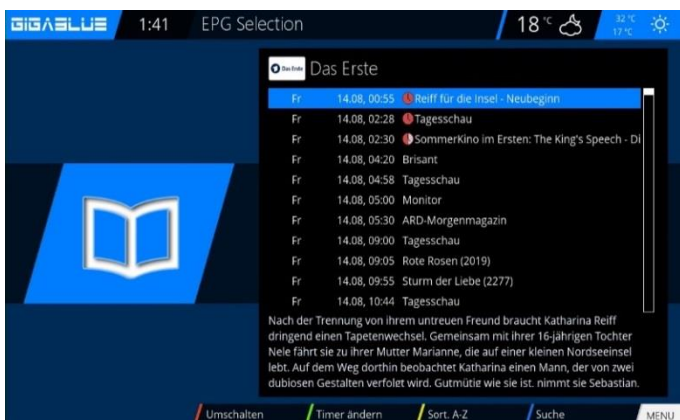 GIGABLUE 1:41 EPG Selection 18 °C 32 °C
17 °C
Das Erste Das Erste
Fr 14.08, 00:55 Reiff für die Insel - Neubeginn
Fr 14.08, 02:28 Tagesschau
Fr 14.08, 02:30 SommerKino im Ersten: The King's Speech - Di
Fr 14.08, 04:20 Brisant
Fr 14.08, 04:58 Tagesschau
Fr 14.08, 05:00 Monitor
Fr 14.08, 05:30 ARD-Morgenmagazin
Fr 14.08, 09:00 Tagesschau
Fr 14.08, 09:05 Rote Rosen (2019)
Fr 14.08, 09:55 Sturm der Liebe (2277)
Fr 14.08, 10:44 Tagesschau
Nach der Trennung von ihrem untreuen Freund braucht Katharina Reiff
dringend einen Tapetenwechsel. Gemeinsam mit ihrer 16-jährigen Tochter
Nele fährt sie zu ihrer Mutter Marianne, die auf einer kleinen Nordseeinsel
lebt. Auf dem Weg dorthin beobachtet Katharina einen Mann, der von zwei
dubiosen Gestalten verfolet wird. Gutmütig wie sie ist. nimmt sie Sebastian.
Umschalten Timer ändern Sort. A-Z Suche MENU